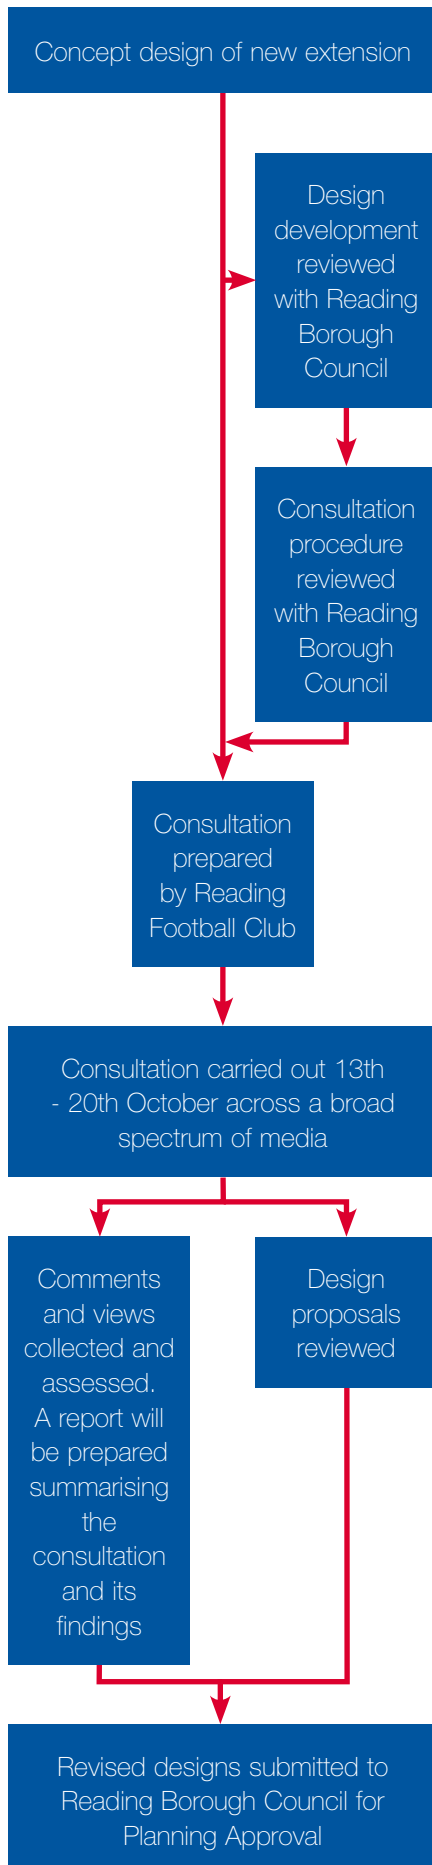 Concept design of new extension
Design
development
reviewed
with Reading
Borough
Council
Consultation
procedure
reviewed
with Reading
Borough
Council
Consultation
prepared
by Reading
Football Club
Consultation carried out 13th
- 20th October across a broad
spectrum of media
Comments
and views
collected and
assessed.
A report will
be prepared
summarising
the
consultation
and its
findings
Design
proposals
reviewed
Revised designs submitted to
Reading Borough Council for
Planning Approval